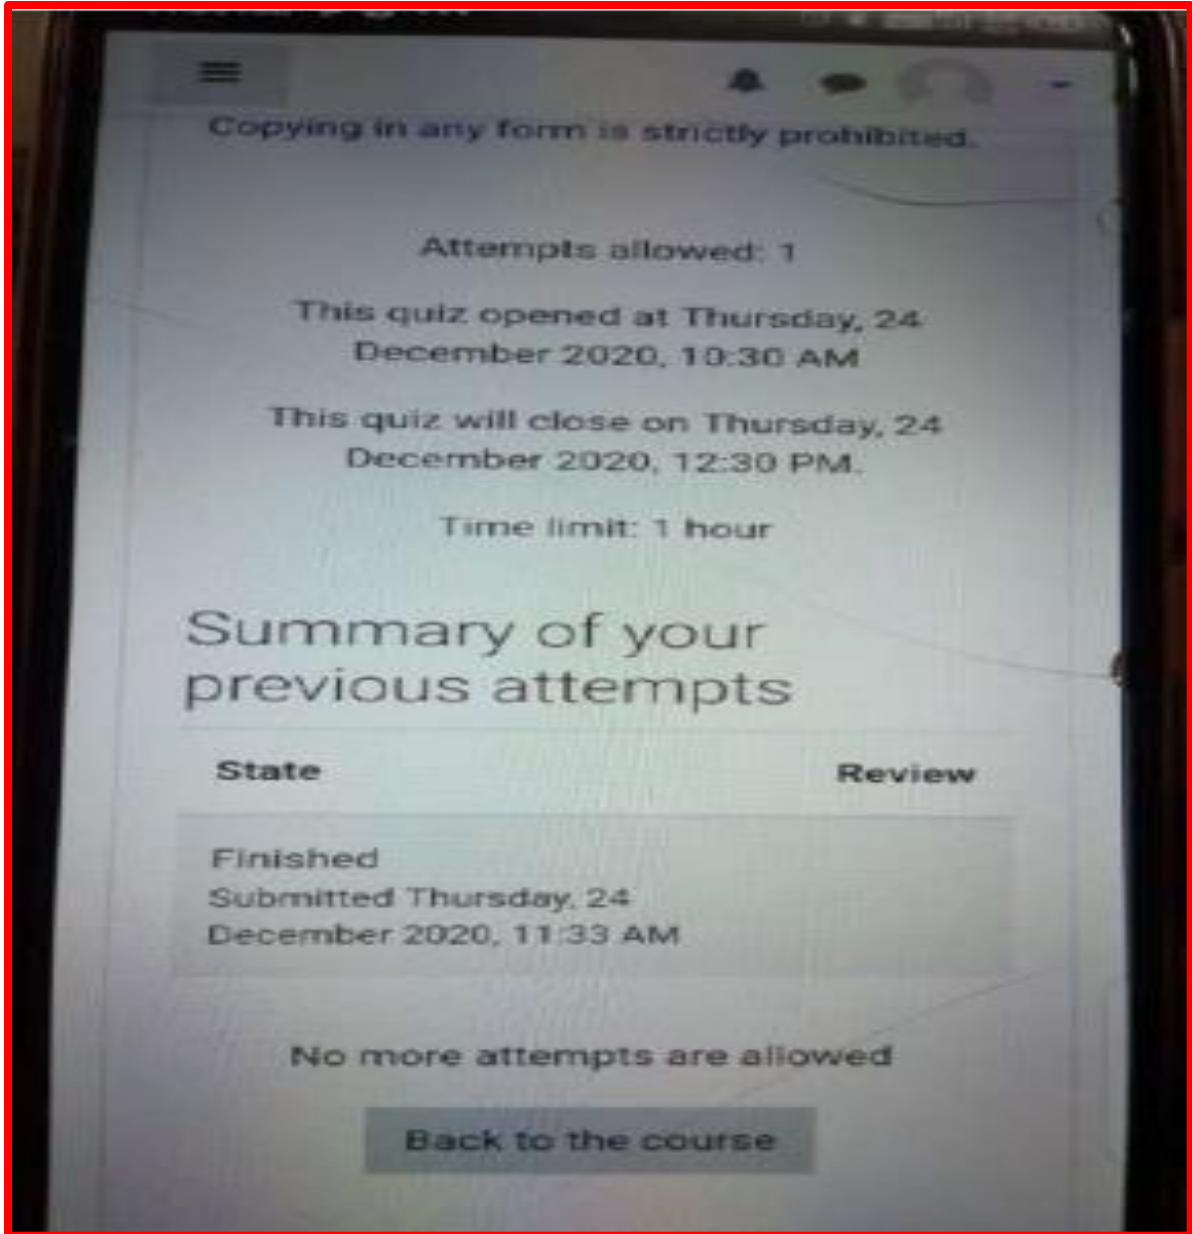 Copying in any form is strictly prohibited.
Attempts allowed: 1
This quiz opened at Thursday, 24
December 2020, 10:30 AM
This quiz will close on Thursday, 24
December 2020, 12:30 PM.
Time limit: 1 hour
Summary of your
previous attempts
State Review
Finished
Submitted Thursday, 24
December 2020, 11:33 AM
No more attempts are allowed
Back to the course